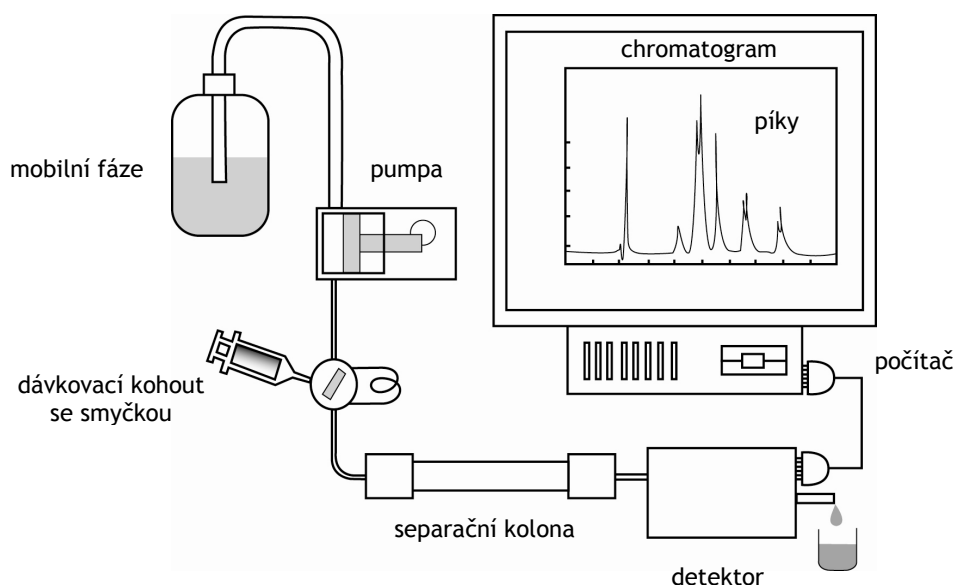 chromatogram
píky
mobilní fáze
pumpa
dávkovací kohout
se smyčkou
počítač
separační kolona
detektor